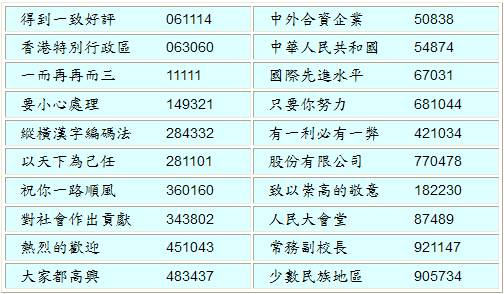 得到一致好評 061114 中外合資企業 50838
香港特別行政區 063060 中華人民共和國 54874
一而再再而三 11111 國際先進水平 67031
要小心處理 149321 只要你努力 681044
縱橫漢字編碼法 284332 有一利必有一弊 421034
以天下為己任 281101 股份有限公司 770478
祝你一路順風 360160 致以崇高的敬意 182230
對社會作出貢獻 343802 人民大會堂 87489
熱烈的歡迎 451043 常務副校長 921147
大家都高興 483437 少數民族地區 905734